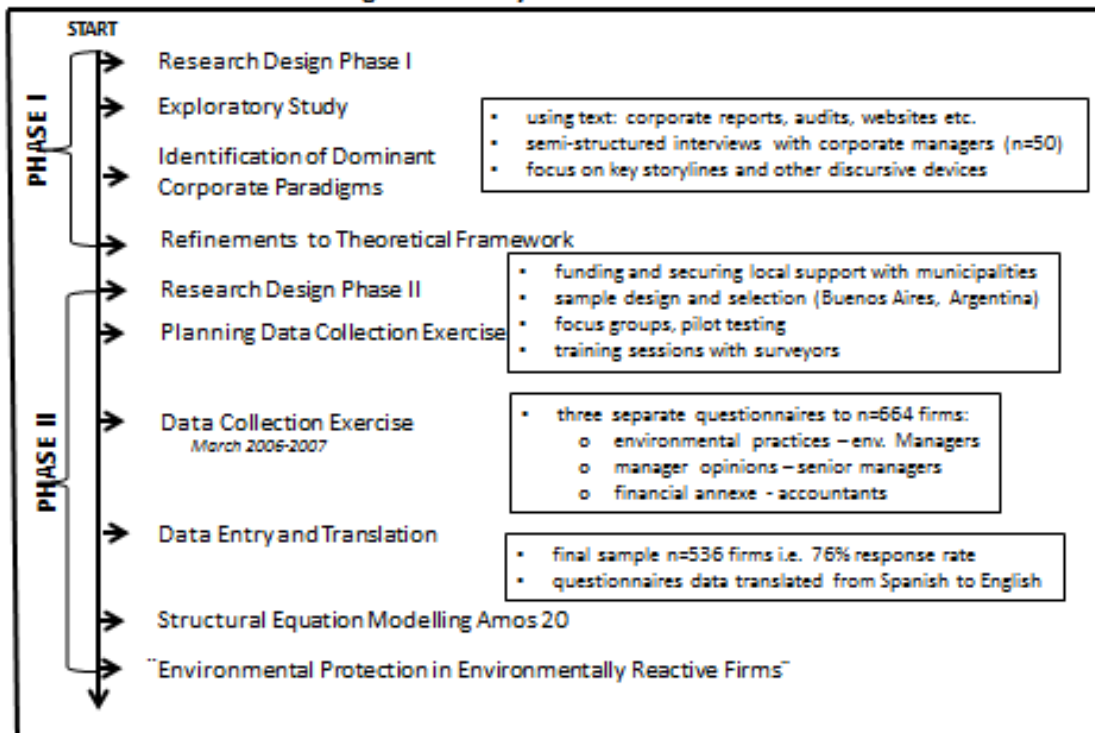 START
PHASE I
Research Design Phase I
Exploratory Study
▪ using text: corporate reports, audits, websites etc.
▪ semi-structured interviews with corporate managers (n=50)
▪ focus on key storylines and other discursive devices
Identification of Dominant
Corporate Paradigms
Refinements to Theoretical Framework
PHASE II
Research Design Phase II
▪ funding and securing local support with municipalities
▪ sample design and selection (Buenos Aires, Argentina)
▪ focus groups, pilot testing
▪ training sessions with surveyors
Planning Data Collection Exercise
Data Collection Exercise
March 2006-2007
▪ three separate questionnaires to n=664 firms:
o environmental practices – env. Managers
o manager opinions – senior managers
o financial annexe - accountants
Data Entry and Translation
▪ final sample n=536 firms i.e. 76% response rate
▪ questionnaires data translated from Spanish to English
Structural Equation Modelling Amos 20
¨Environmental Protection in Environmentally Reactive Firms¨